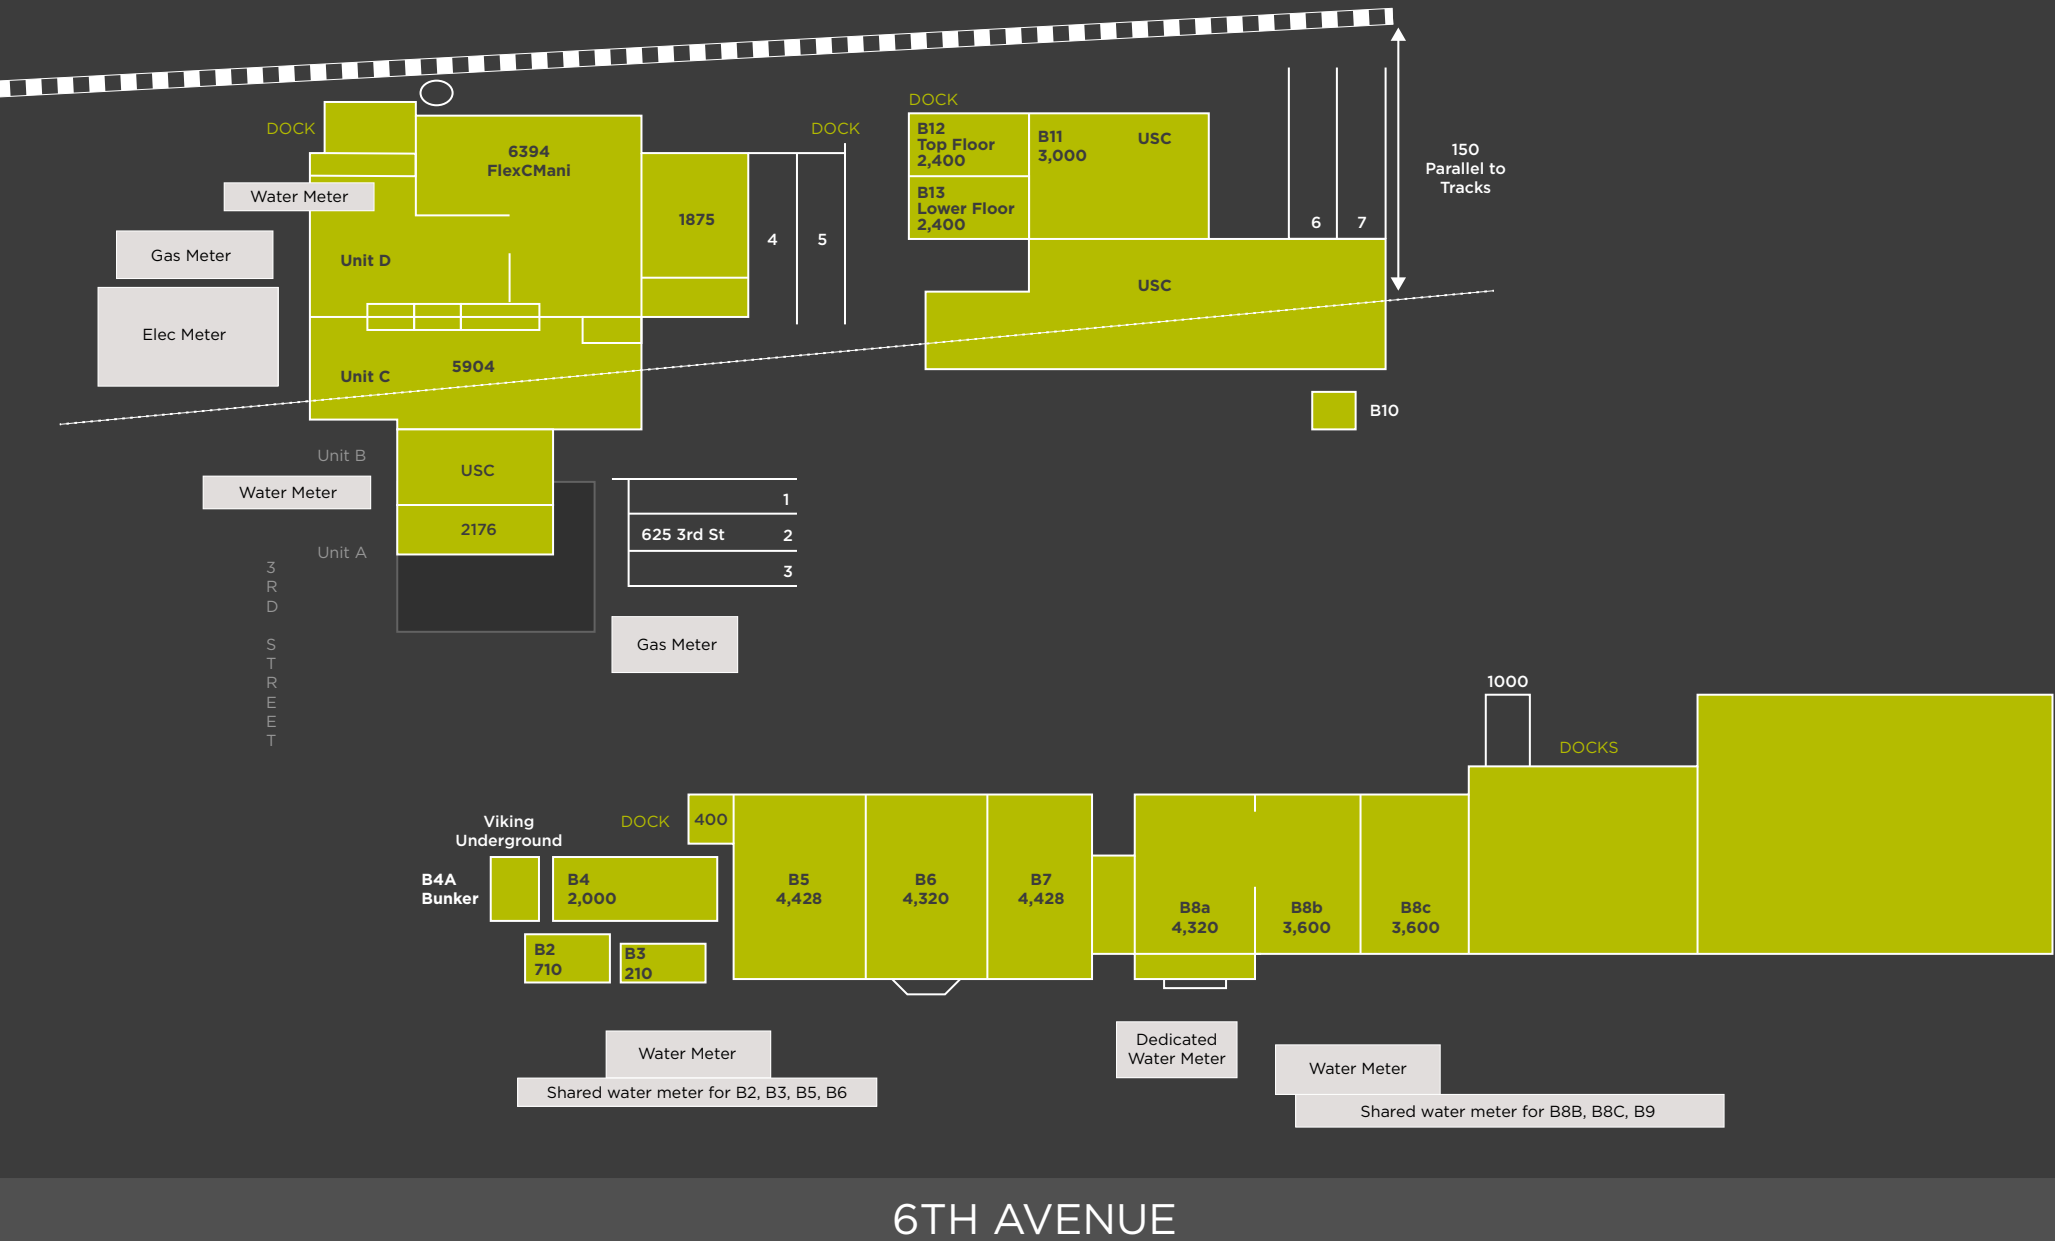 DOCK
6394
FlexCMani
Water Meter
Gas Meter
Unit D
Elec Meter
1875
DOCK
4
5
Unit C
5904
DOCK
B12
Top Floor
2,400
B13
Lower Floor
2,400
B11
3,000
USC
6
7
150
Parallel to
Tracks
USC
B10
Unit B
USC
Water Meter
2176
Unit A
1
625 3rd St
2
3
Gas Meter
3
R
D
S
T
R
E
E
T
1000
DOCKS
Viking
Underground
DOCK
400
B4A
Bunker
B4
2,000
B2
710
B3
210
B5
4,428
B6
4,320
B7
4,428
B8a
4,320
B8b
3,600
B8c
3,600
Water Meter
Shared water meter for B2, B3, B5, B6
Dedicated
Water Meter
Water Meter
Shared water meter for B8B, B8C, B9
6TH AVENUE